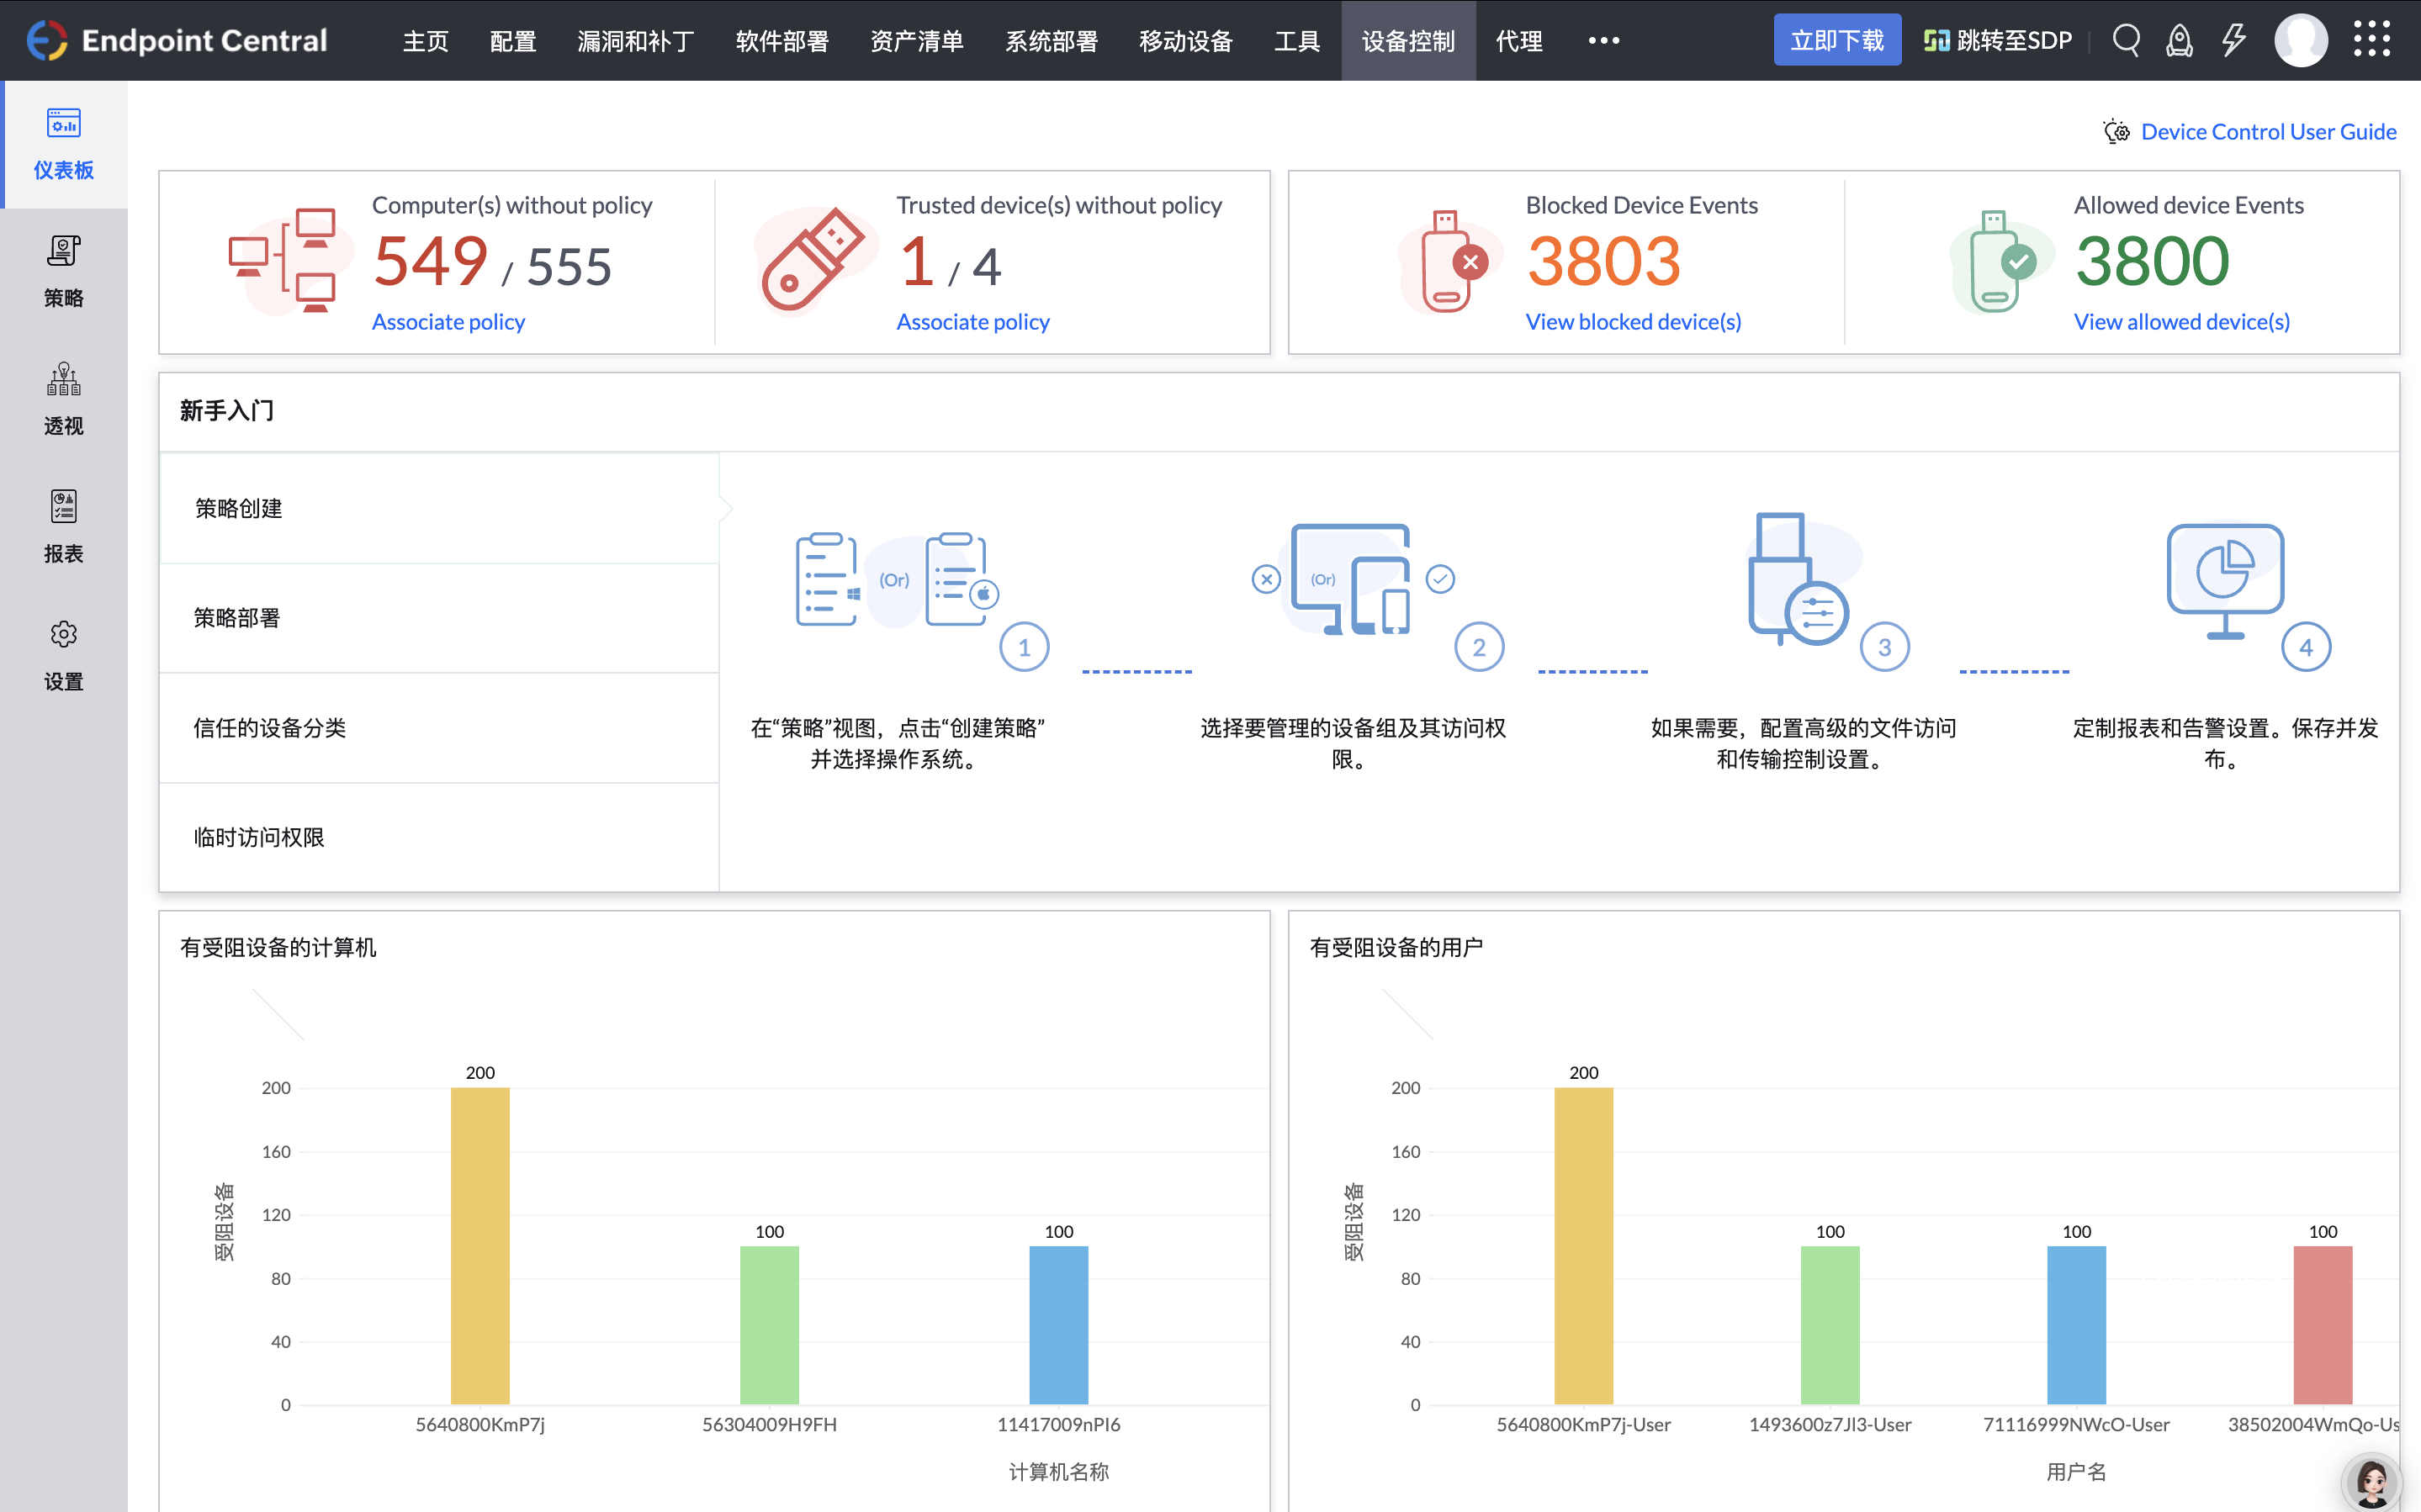 Endpoint Central
主页 配置 漏洞和补丁 软件部署 资产清单 系统部署 移动设备 工具 设备控制 代理 •••
立即下载 跳转至SDP
仪表板
策略
透视
报表
设置
Device Control User Guide
Computer(s) without policy
549 / 555
Associate policy
Trusted device(s) without policy
1 / 4
Associate policy
Blocked Device Events
3803
View blocked device(s)
Allowed device Events
3800
View allowed device(s)
新手入门
策略创建
策略部署
信任的设备分类
临时访问权限
(Or)
1
在“策略”视图，点击“创建策略”
并选择操作系统。
(Or)
2
选择要管理的设备组及其访问权
限。
3
如果需要，配置高级的文件访问
和传输控制设置。
4
定制报表和告警设置。保存并发
布。
有受阻设备的计算机
受阻设备
200
160
120
80
40
0
200
100
100
5640800KmP7j 56304009H9FH 11417009nPI6
计算机名称
有受阻设备的用户
受阻设备
200
160
120
80
40
0
200
100
100
100
5640800KmP7j-User 1493600z7JI3-User 71116999NWcO-User 38502004WmQo-Us
用户名